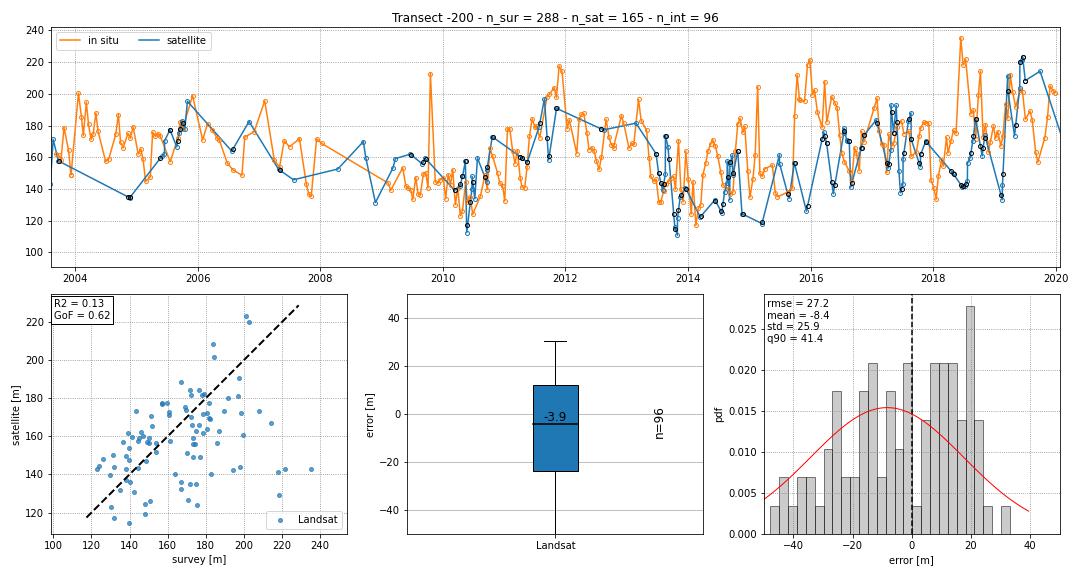 Transect -200 - n_sur = 288 - n_sat = 165 - n_int = 96
in situ satellite
240
220
200
180
160
140
120
100
2004 2006 2008 2010 2012 2014 2016 2018 2020
R2 = 0.13
GoF = 0.62
satellite [m]
220
200
180
160
140
120
Landsat
100 120 140 160 180 200 220 240
survey [m]
error [m]
40
20
0
−20
−40
-3.9
n=96
Landsat
rmse = 27.2
mean = -8.4
std = 25.9
q90 = 41.4
pdf
0.025
0.020
0.015
0.010
0.005
0.000
−40 −20 0 20 40
error [m]